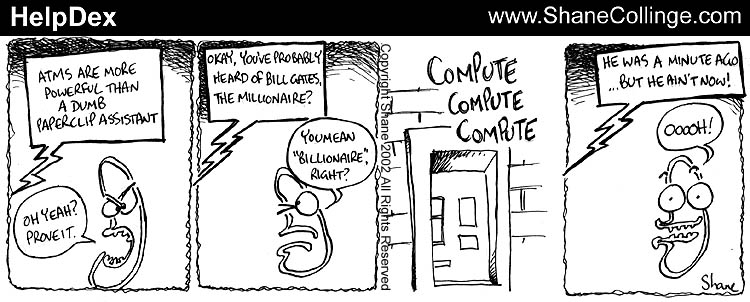 HelpDex
www.ShaneCollinge.com
ATMS ARE MORE
POWERFUL THAN
A DUMB
PAPERCLIP ASSISTANT
OH YEAH?
PROVE IT.
OKAY, YOU'VE PROBABLY
HEARD OF BILL GATES,
THE MILLIONAIRE?
YOU MEAN
"BILLIONAIRE",
RIGHT?
Copyright Shane 2002 All Rights Reserved
COMPUTE
COMPUTE
COMPUTE
HE WAS A MINUTE AGO
...BUT HE AIN'T NOW!
OOOOH!
Shane